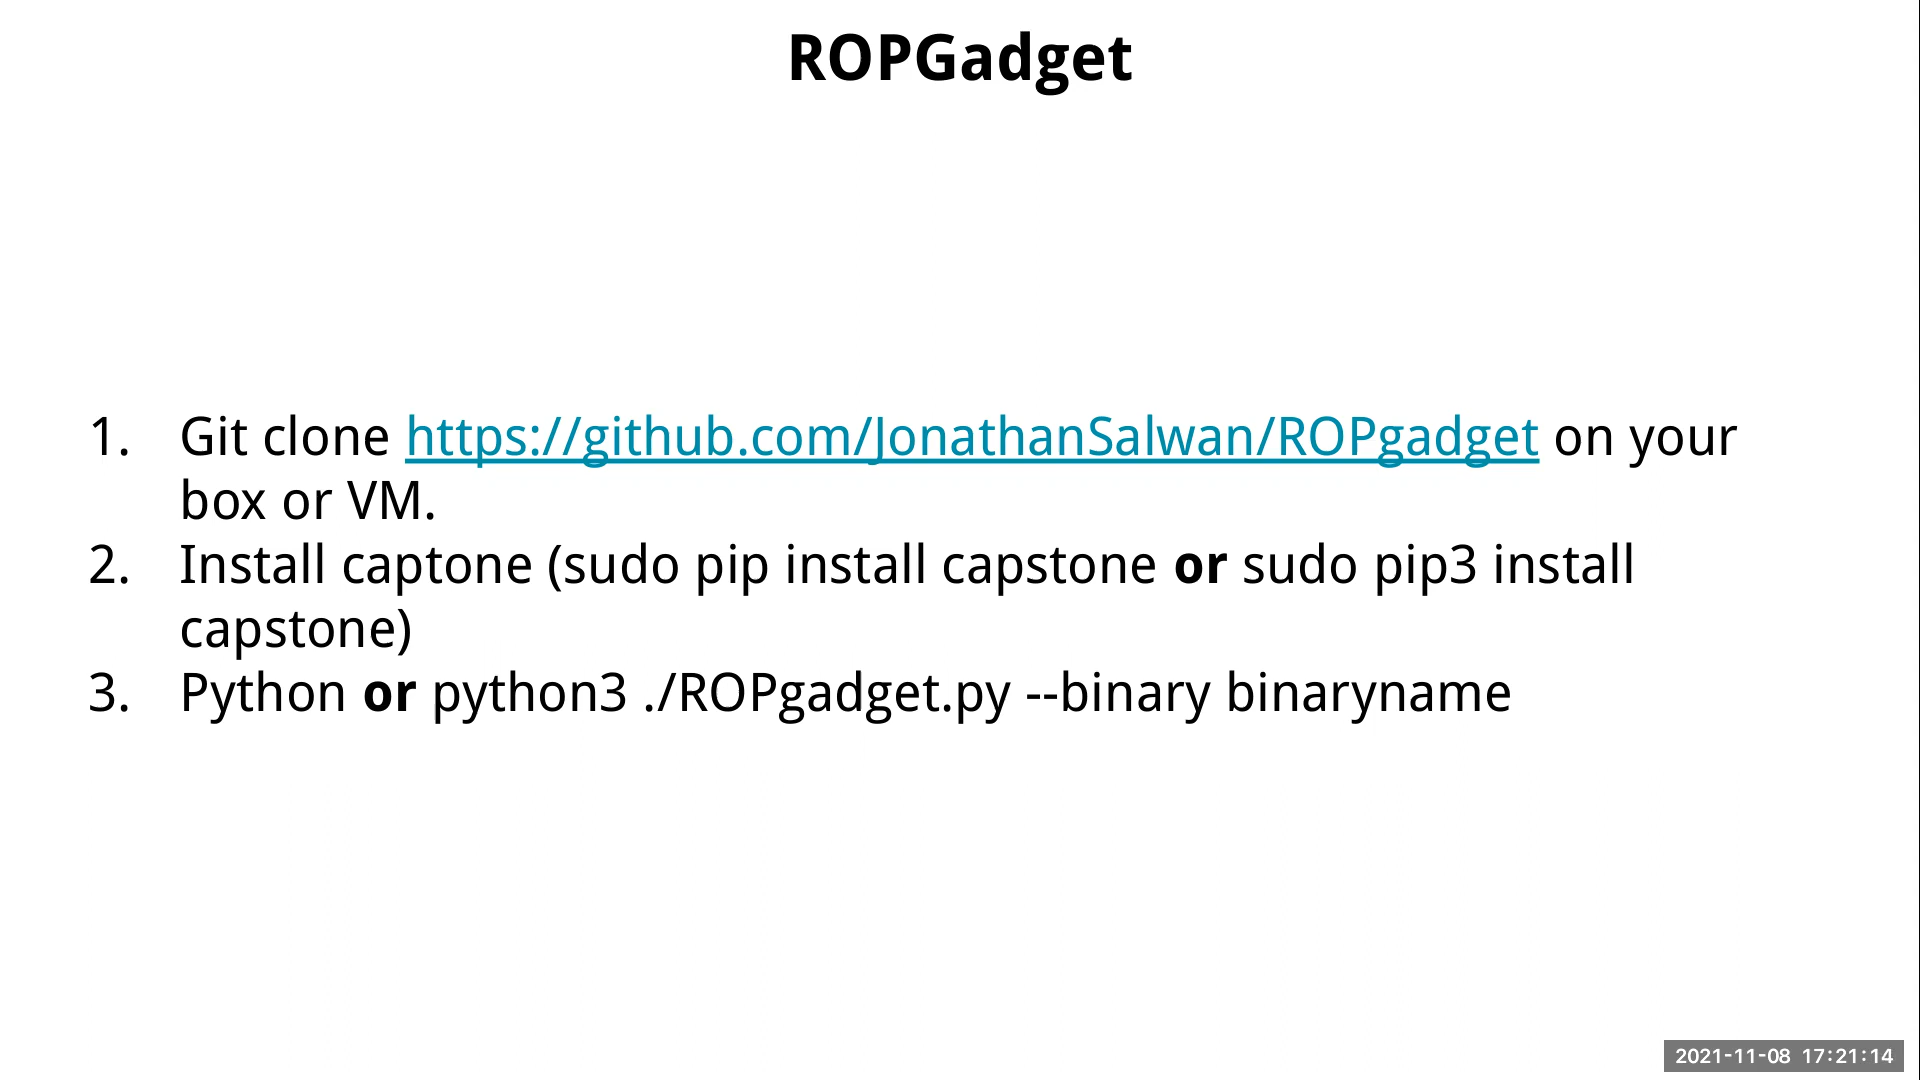 ROPGadget
1. Git clone https://github.com/JonathanSalwan/ROPgadget on your
box or VM.
2. Install captone (sudo pip install capstone or sudo pip3 install
capstone)
3. Python or python3 ./ROPgadget.py --binary binaryname
2021-11-08 17:21:14